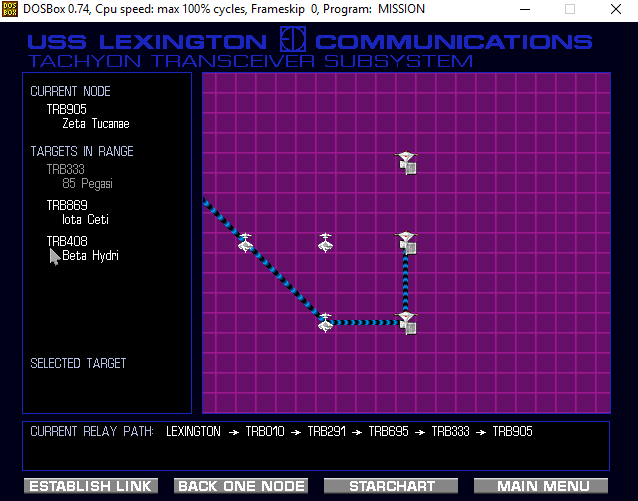 DOS
BOX
DOSBox 0.74, Cpu speed: max 100% cycles, Frameskip 0, Program: MISSION
USS LEXINGTON COMMUNICATIONS
TACHYON TRANSCEIVER SUBSYSTEM
CURRENT NODE
TRB905
Zeta Tucanae
TARGETS IN RANGE
TRB333
85 Pegasi
TRB869
Iota Ceti
TRB408
Beta Hydri
SELECTED TARGET
CURRENT RELAY PATH: LEXINGTON → TRB010 → TRB291 → TRB695 → TRB333 → TRB905
ESTABLISH LINK BACK ONE NODE STARCHART MAIN MENU